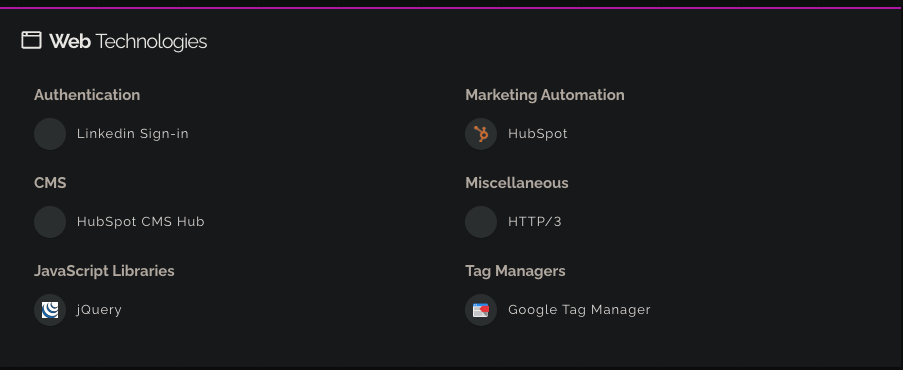 Web Technologies
Authentication
Linkedin Sign-in
Marketing Automation
HubSpot
CMS
HubSpot CMS Hub
Miscellaneous
HTTP/3
JavaScript Libraries
jQuery
Tag Managers
Google Tag Manager